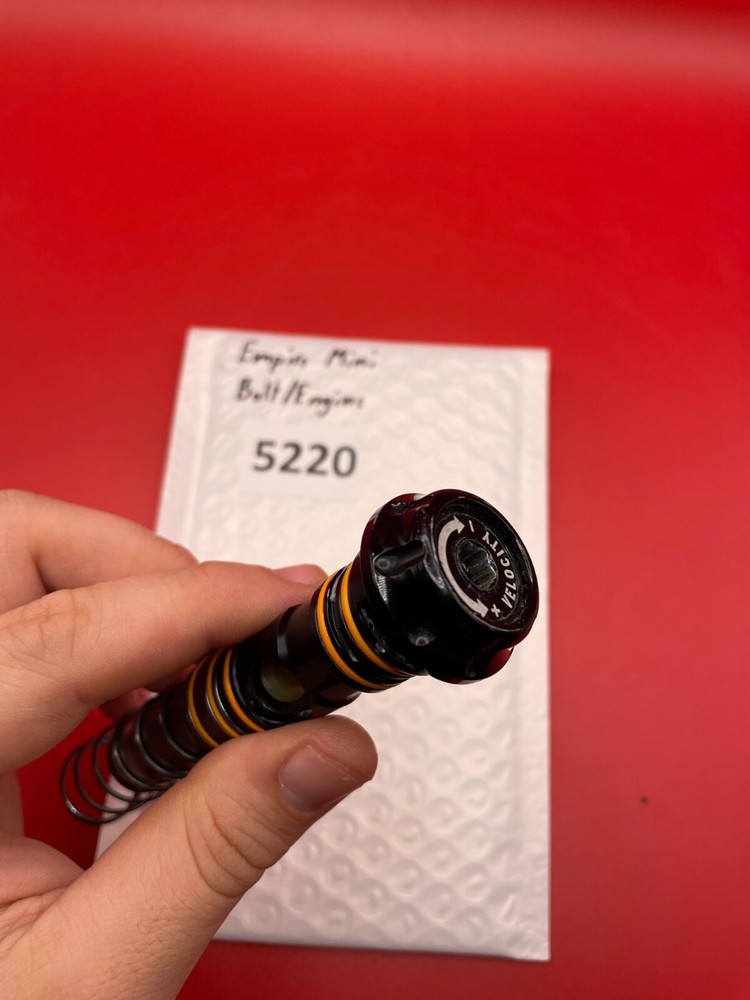 Empire Mini
Bolt/Engine
5220
X VELOCITY I